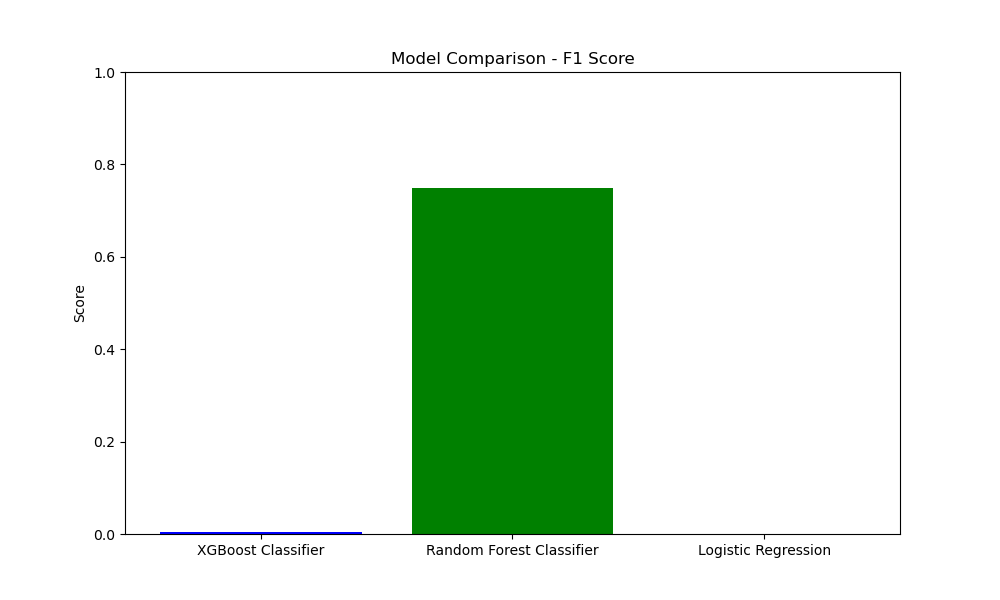 Model Comparison - F1 Score
1.0
0.8
0.6
0.4
0.2
0.0
Score
XGBoost Classifier
Random Forest Classifier
Logistic Regression